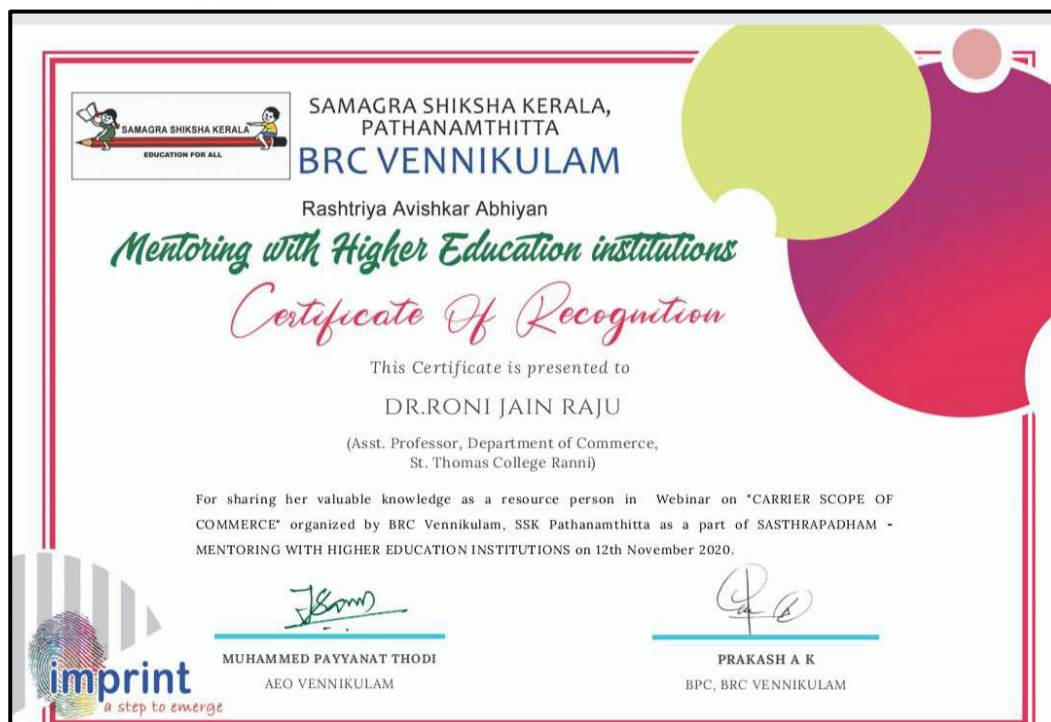 SAMAGRA SHIKSHA KERALA
EDUCATION FOR ALL
SAMAGRA SHIKSHA KERALA,
PATHANAMTHITTA
BRC VENNIKULAM
Rashtriya Avishkar Abhiyan
Mentoring with Higher Education institutions
Certificate Of Recognition
This Certificate is presented to
DR.RONI JAIN RAJU
(Asst. Professor, Department of Commerce,
St. Thomas College Ranni)
For sharing her valuable knowledge as a resource person in Webinar on "CARRIER SCOPE OF
COMMERCE" organized by BRC Vennikulam, SSK Pathanamthitta as a part of SASTHRAPADHAM -
MENTORING WITH HIGHER EDUCATION INSTITUTIONS on 12th November 2020.
MUHAMMED PAYYANAT THODI
AEO VENNIKULAM
PRAKASH A K
BPC, BRC VENNIKULAM
imprint
a step to emerge